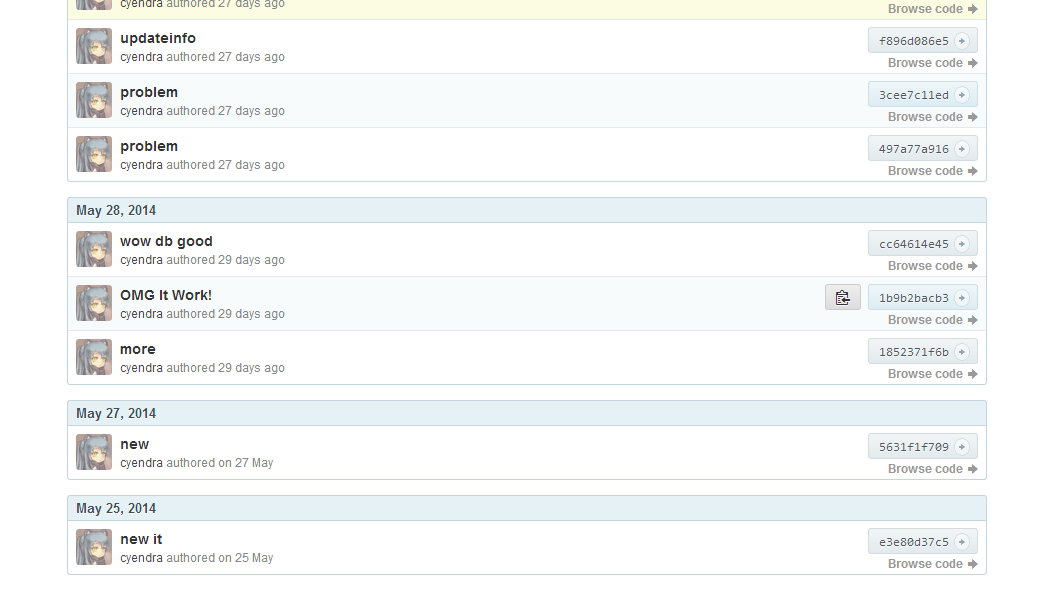 cyendra authored 27 days ago
Browse code
updateinfo
f896d086e5
cyendra authored 27 days ago
Browse code
problem
3cee7c11ed
cyendra authored 27 days ago
Browse code
problem
497a77a916
cyendra authored 27 days ago
Browse code
May 28, 2014
wow db good
cc64614e45
cyendra authored 29 days ago
Browse code
OMG It Work!
1b9b2bacb3
cyendra authored 29 days ago
Browse code
more
1852371f6b
cyendra authored 29 days ago
Browse code
May 27, 2014
new
5631f1f709
cyendra authored on 27 May
Browse code
May 25, 2014
new it
e3e80d37c5
cyendra authored on 25 May
Browse code